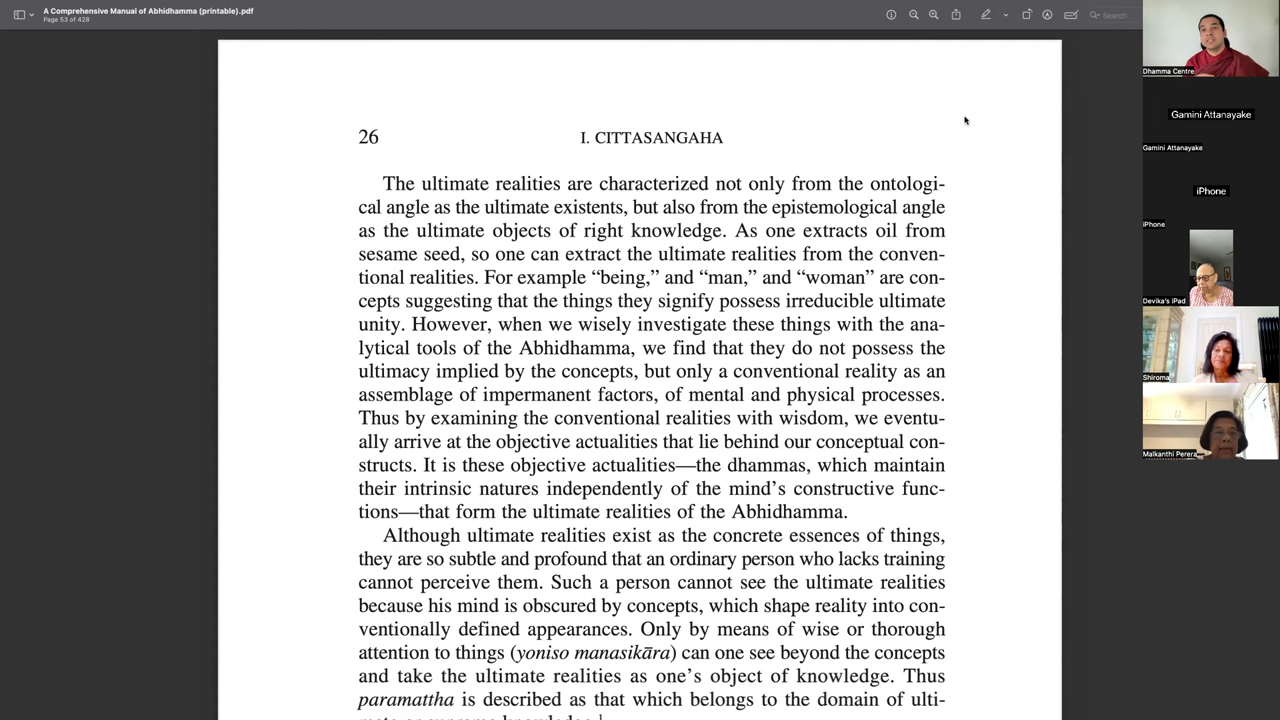 A Comprehensive Manual of Abhidhamma (printable).pdf
Page 53 of 428
Search
26 I. CITTASANGAHA
The ultimate realities are characterized not only from the ontologi-
cal angle as the ultimate existents, but also from the epistemological angle
as the ultimate objects of right knowledge. As one extracts oil from
sesame seed, so one can extract the ultimate realities from the conven-
tional realities. For example “being,” and “man,” and “woman” are con-
cepts suggesting that the things they signify possess irreducible ultimate
unity. However, when we wisely investigate these things with the ana-
lytical tools of the Abhidhamma, we find that they do not possess the
ultimacy implied by the concepts, but only a conventional reality as an
assemblage of impermanent factors, of mental and physical processes.
Thus by examining the conventional realities with wisdom, we eventu-
ally arrive at the objective actualities that lie behind our conceptual con-
structs. It is these objective actualities—the dhammas, which maintain
their intrinsic natures independently of the mind’s constructive func-
tions—that form the ultimate realities of the Abhidhamma.
Although ultimate realities exist as the concrete essences of things,
they are so subtle and profound that an ordinary person who lacks training
cannot perceive them. Such a person cannot see the ultimate realities
because his mind is obscured by concepts, which shape reality into con-
ventionally defined appearances. Only by means of wise or thorough
attention to things (yoniso manasikāra) can one see beyond the concepts
and take the ultimate realities as one’s object of knowledge. Thus
paramattha is described as that which belongs to the domain of ulti-
Dhamma Centre
Gamini Attanayake
Gamini Attanayake
iPhone
iPhone
Devika's iPad
Shiroma
Malkanthi Perera